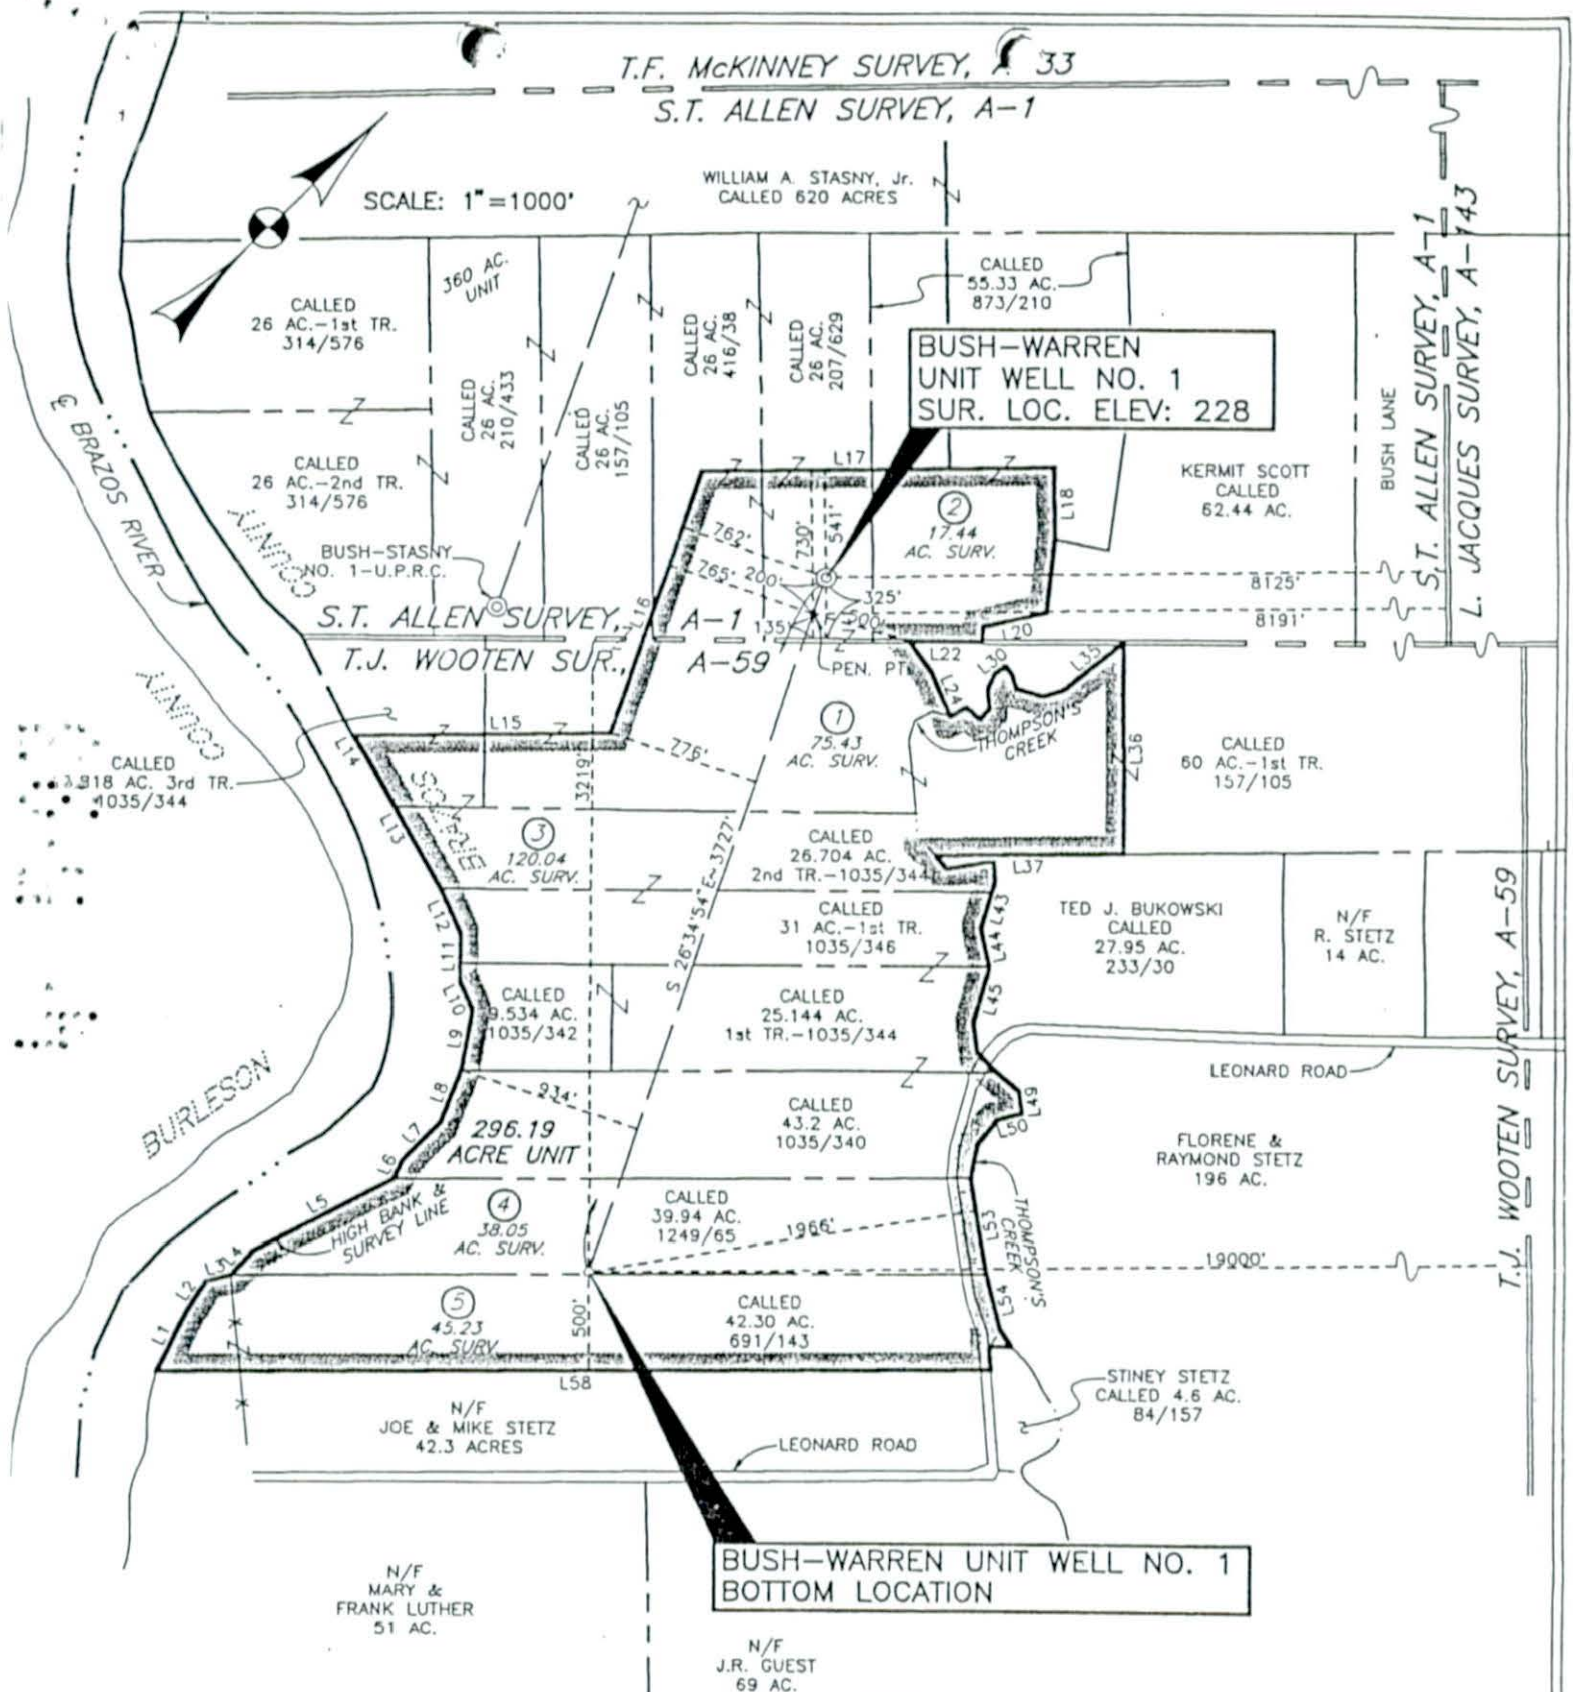 T.F. McKINNEY SURVEY, A 33
S.T. ALLEN SURVEY, A-1
WILLIAM A. STASNY, Jr.
CALLED 620 ACRES
SCALE: 1"=1000'
360 AC.
UNIT
CALLED
26 AC.-1st TR.
314/576
CALLED
26 AC.
210/433
CALLED
26 AC.
157/105
CALLED
26 AC.
416/38
CALLED
26 AC.
207/629
CALLED
55.33 AC.
873/210
BUSH-WARREN
UNIT WELL NO. 1
SUR. LOC. ELEV: 228
KERMIT SCOTT
CALLED
62.44 AC.
BUSH LANE
S.T. ALLEN SURVEY, A-1
L. JACQUES SURVEY, A-143
CALLED
26 AC.-2nd TR.
314/576
℄ BRAZOS RIVER
COUNTY
BUSH-STASNY
NO. 1-U.P.R.C.
L17
L18
2
17.44
AC. SURV.
762'
765'
200'
730'
541'
325'
500'
135'
8125'
8191'
S.T. ALLEN SURVEY, A-1
T.J. WOOTEN SUR., A-59
L16
PEN. PT.
L20
L22
L24
L30
L35
L36
THOMPSON'S
CREEK
1
75.43
AC. SURV.
COUNTY
L15
L14
776'
3219'
CALLED
318 AC. 3rd TR.
1035/344
CALLED
60 AC.-1st TR.
157/105
BRAZOS
L13
3
120.04
AC. SURV.
CALLED
26.704 AC.
2nd TR.-1035/344
L37
S 26°34'54" E~3727'
L12
L11
L10
L9
CALLED
31 AC.-1st TR.
1035/346
L43
L44
L45
TED J. BUKOWSKI
CALLED
27.95 AC.
233/30
N/F
R. STETZ
14 AC.
T.J. WOOTEN SURVEY, A-59
CALLED
9.534 AC.
1035/342
CALLED
25.144 AC.
1st TR.-1035/344
LEONARD ROAD
BURLESON
L8
L7
L6
934'
296.19
ACRE UNIT
CALLED
43.2 AC.
1035/340
L49
L50
FLORENE &
RAYMOND STETZ
196 AC.
L5
HIGH BANK &
SURVEY LINE
4
38.05
AC. SURV.
CALLED
39.94 AC.
1249/65
1966'
L53
THOMPSON'S
CREEK
19000'
L4
L3
L2
L1
5
45.23
AC. SURV.
500'
CALLED
42.30 AC.
691/143
L54
L58
N/F
JOE & MIKE STETZ
42.3 ACRES
STINEY STETZ
CALLED 4.6 AC.
84/157
LEONARD ROAD
BUSH-WARREN UNIT WELL NO. 1
BOTTOM LOCATION
N/F
MARY &
FRANK LUTHER
51 AC.
N/F
J.R. GUEST
69 AC.